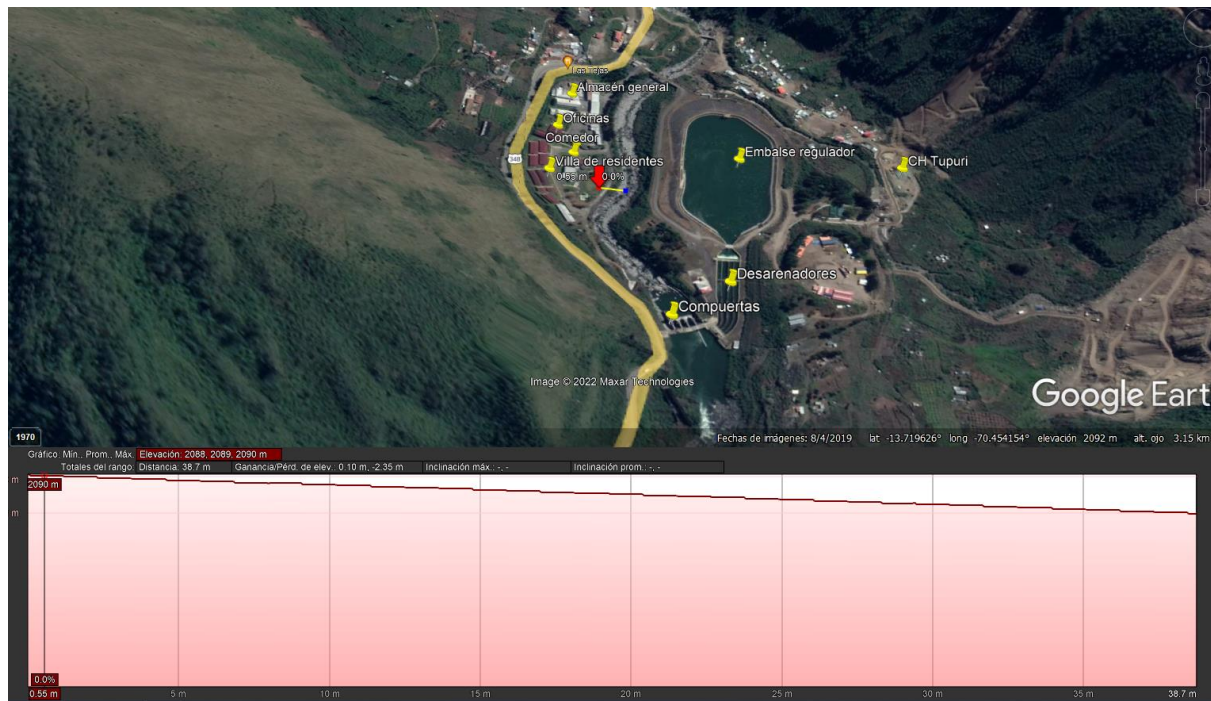 Las rejas
Almacén general
Oficinas
Comedor
348
Villa de residentes
0.55 m 0.0%
Embalse regulador
CH Tupuri
Desarenadores
Compuertas
Image © 2022 Maxar Technologies
Google Eart
1970
Fechas de imágenes: 8/4/2019 lat -13.719626° long -70.454154° elevación 2092 m alt. ojo 3.15 km
Gráfico: Mín., Prom., Máx. Elevación: 2088, 2089, 2090 m
Totales del rango: Distancia: 38.7 m Ganancia/Pérd. de elev.: 0.10 m, -2.35 m Inclinación máx.: -, - Inclinación prom.: -, -
m
2090 m
m
0.0%
0.55 m 5 m 10 m 15 m 20 m 25 m 30 m 35 m 38.7 m